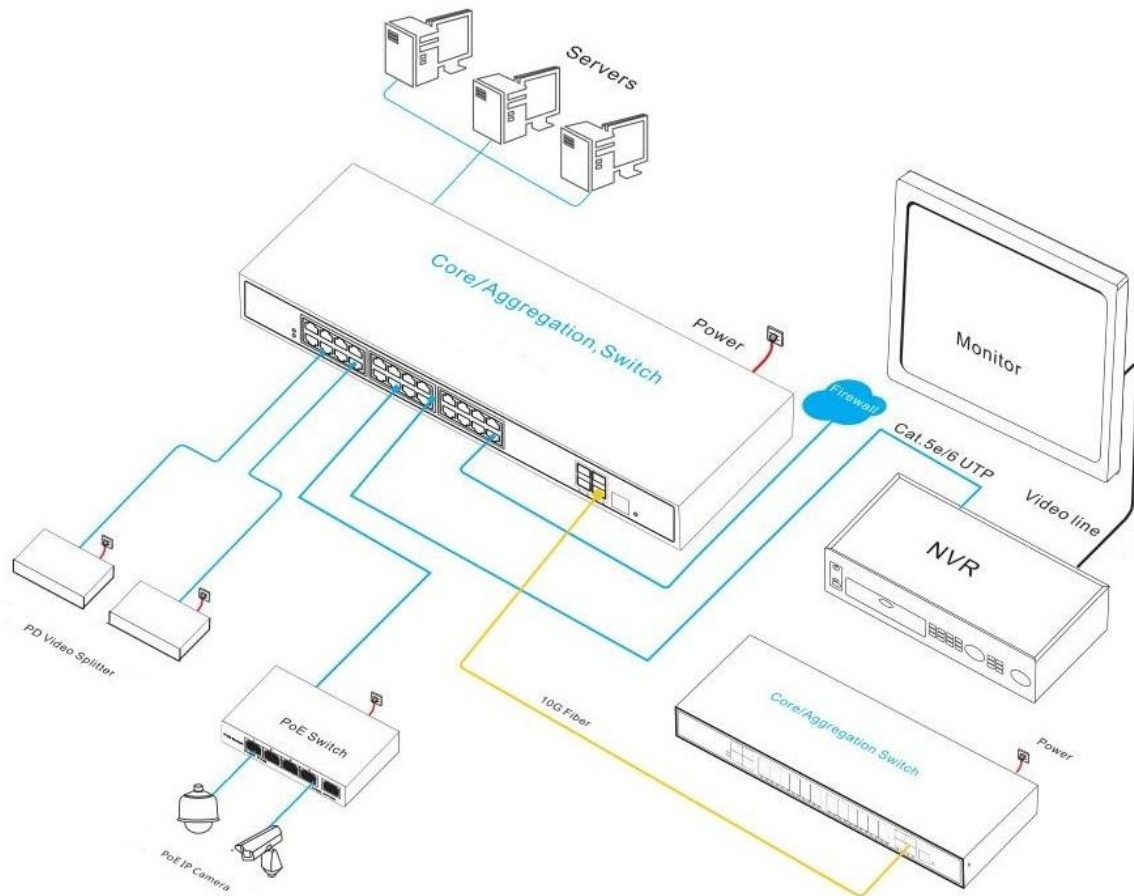 Servers
Core/Aggregation,Switch
Power
Monitor
Firewall
Cat.5e/6 UTP
Video line
NVR
PD Video Splitter
10G Fiber
Core/Aggregation Switch
Power
PoE Switch
PoE IP Camera